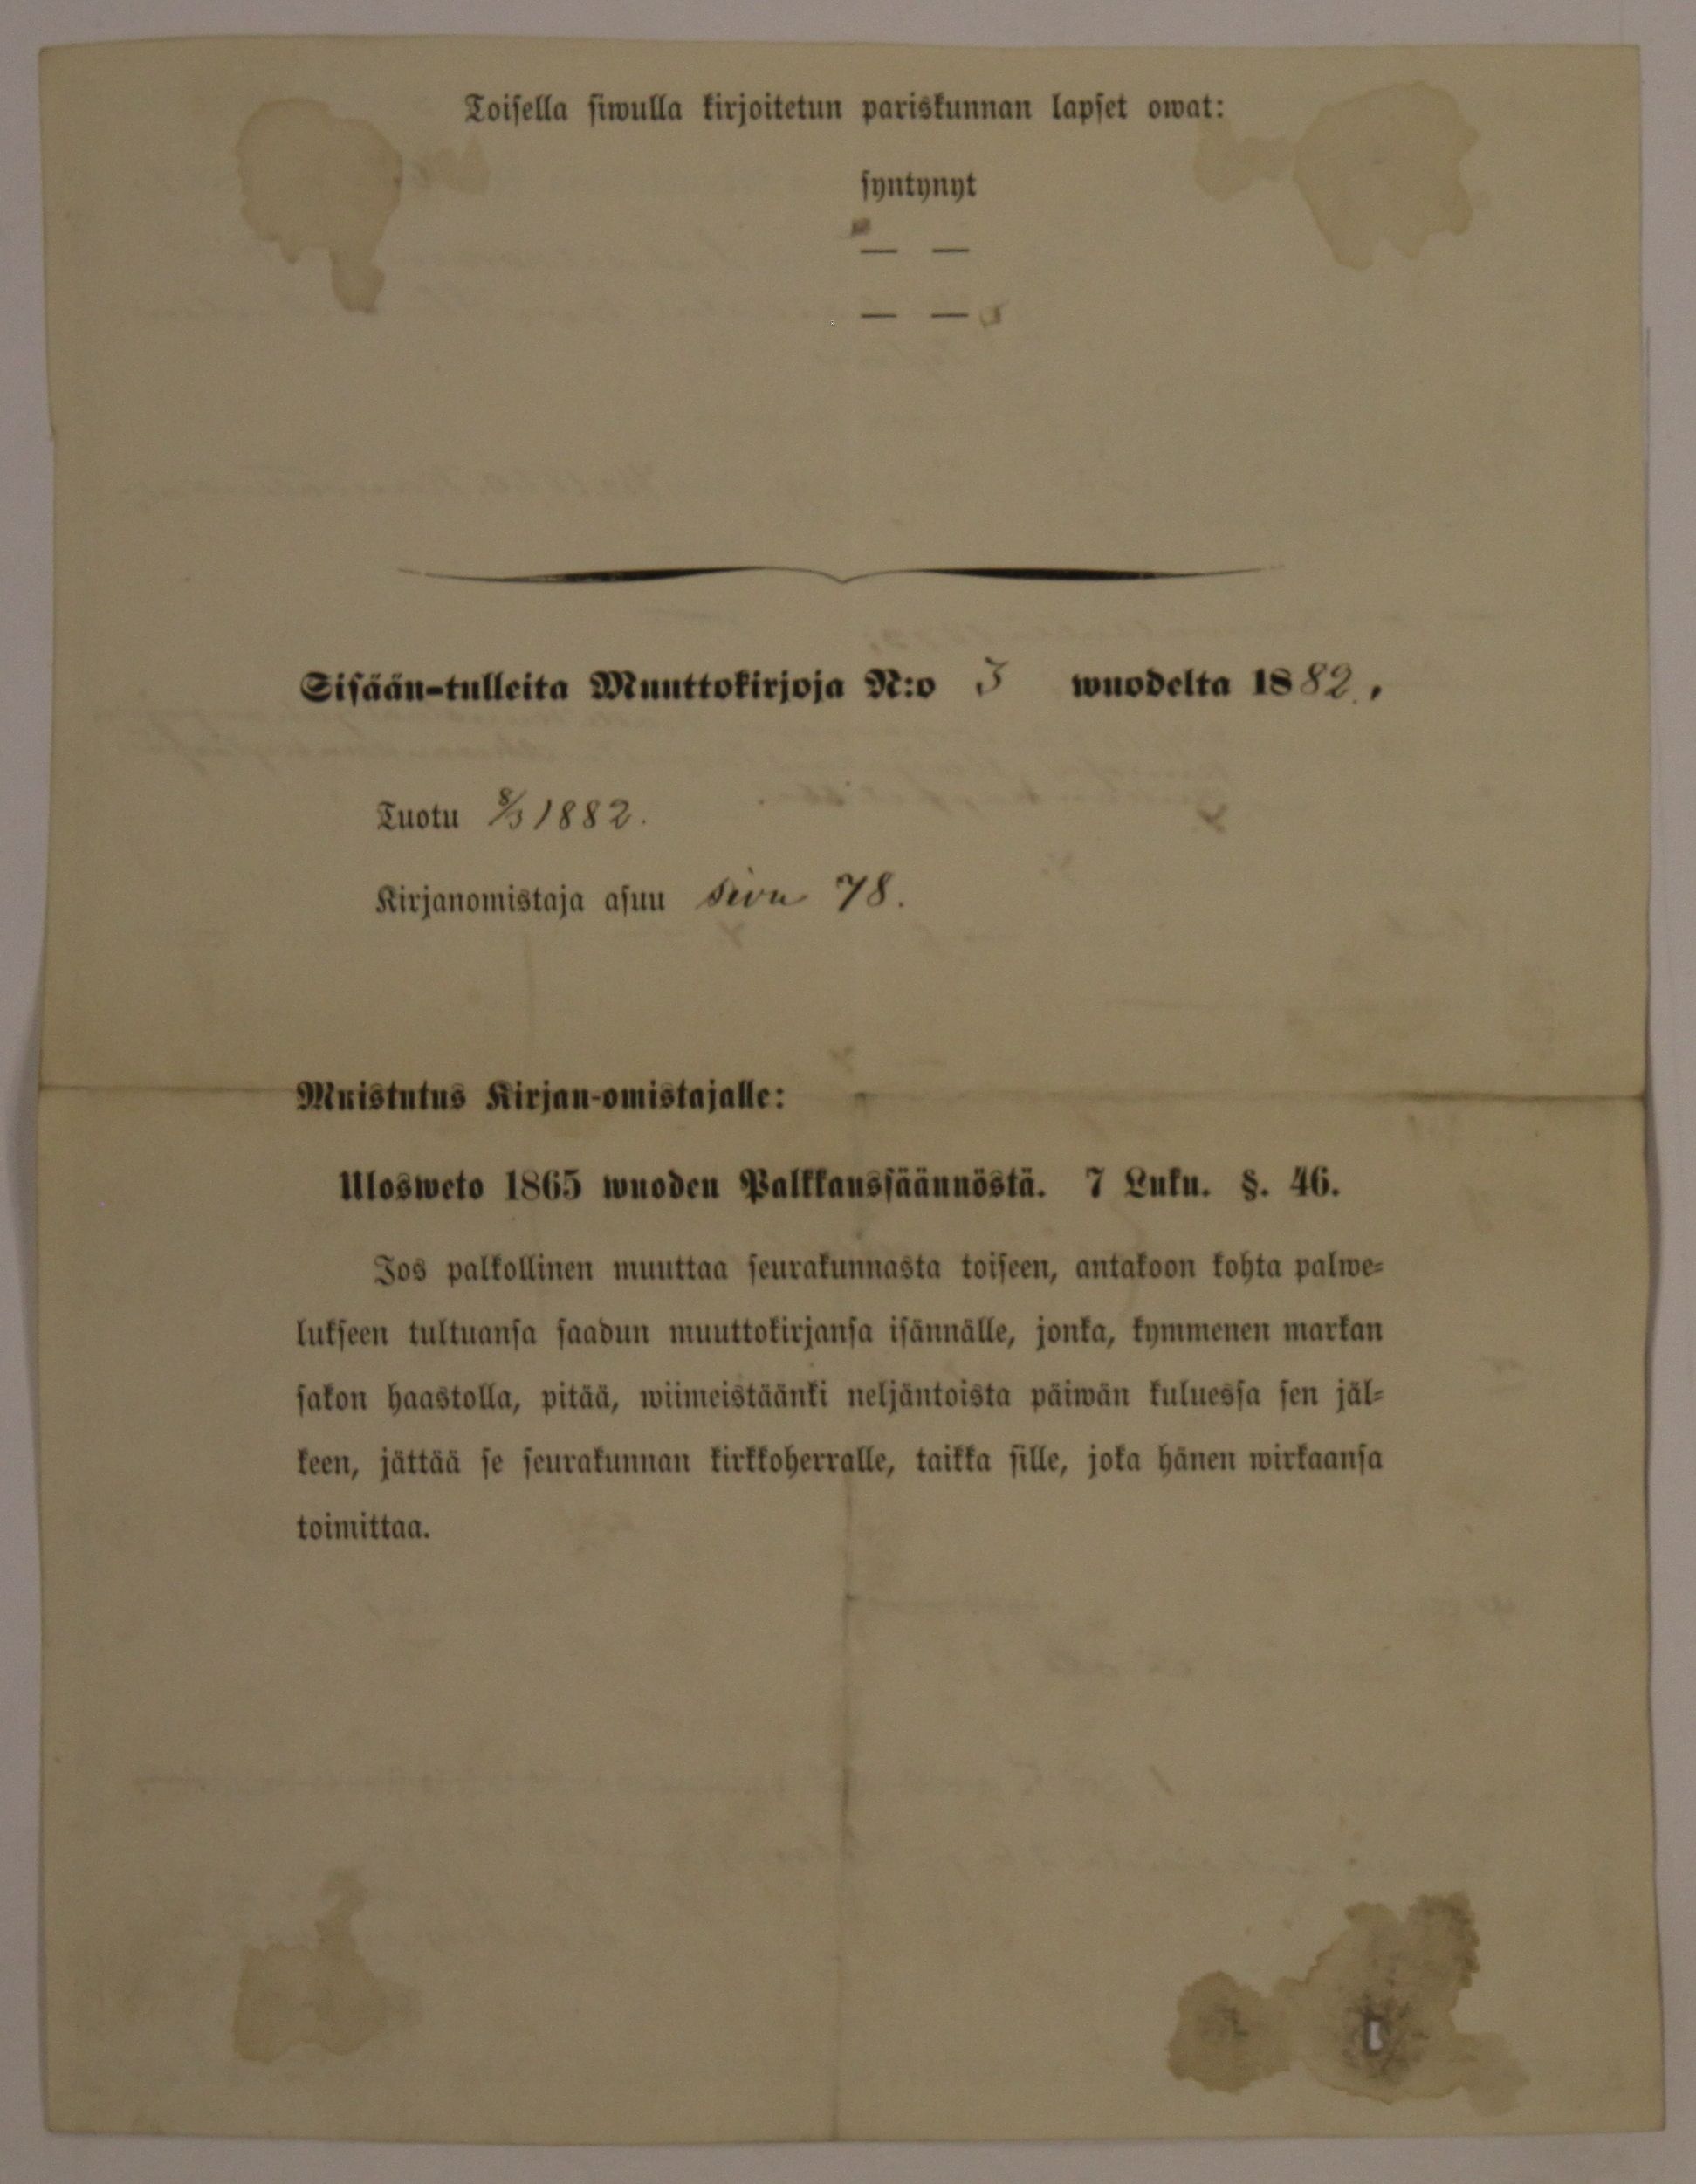 Toisella siwulla kirjoitetun pariskunnan lapset owat:
syntynyt
— —
— —
Sisään-tulleita Muuttokirjoja N:o 3 wuodelta 1882.
Tuotu 8/3 1882.
Kirjanomistaja asuu sivu 78.
Muistutus Kirjan-omistajalle:
Ulosweto 1865 wuoden Palkkaussäännöstä. 7 Luku. §. 46.
Jos palkollinen muuttaa seurakunnasta toiseen, antakoon kohta palwe-
lukseen tultuansa saadun muuttokirjansa isännälle, jonka, kymmenen markan
sakon haastolla, pitää, wiimeistäänki neljäntoista päiwän kuluessa sen jäl-
keen, jättää se seurakunnan kirkkoherralle, taikka sille, joka hänen wirkaansa
toimittaa.